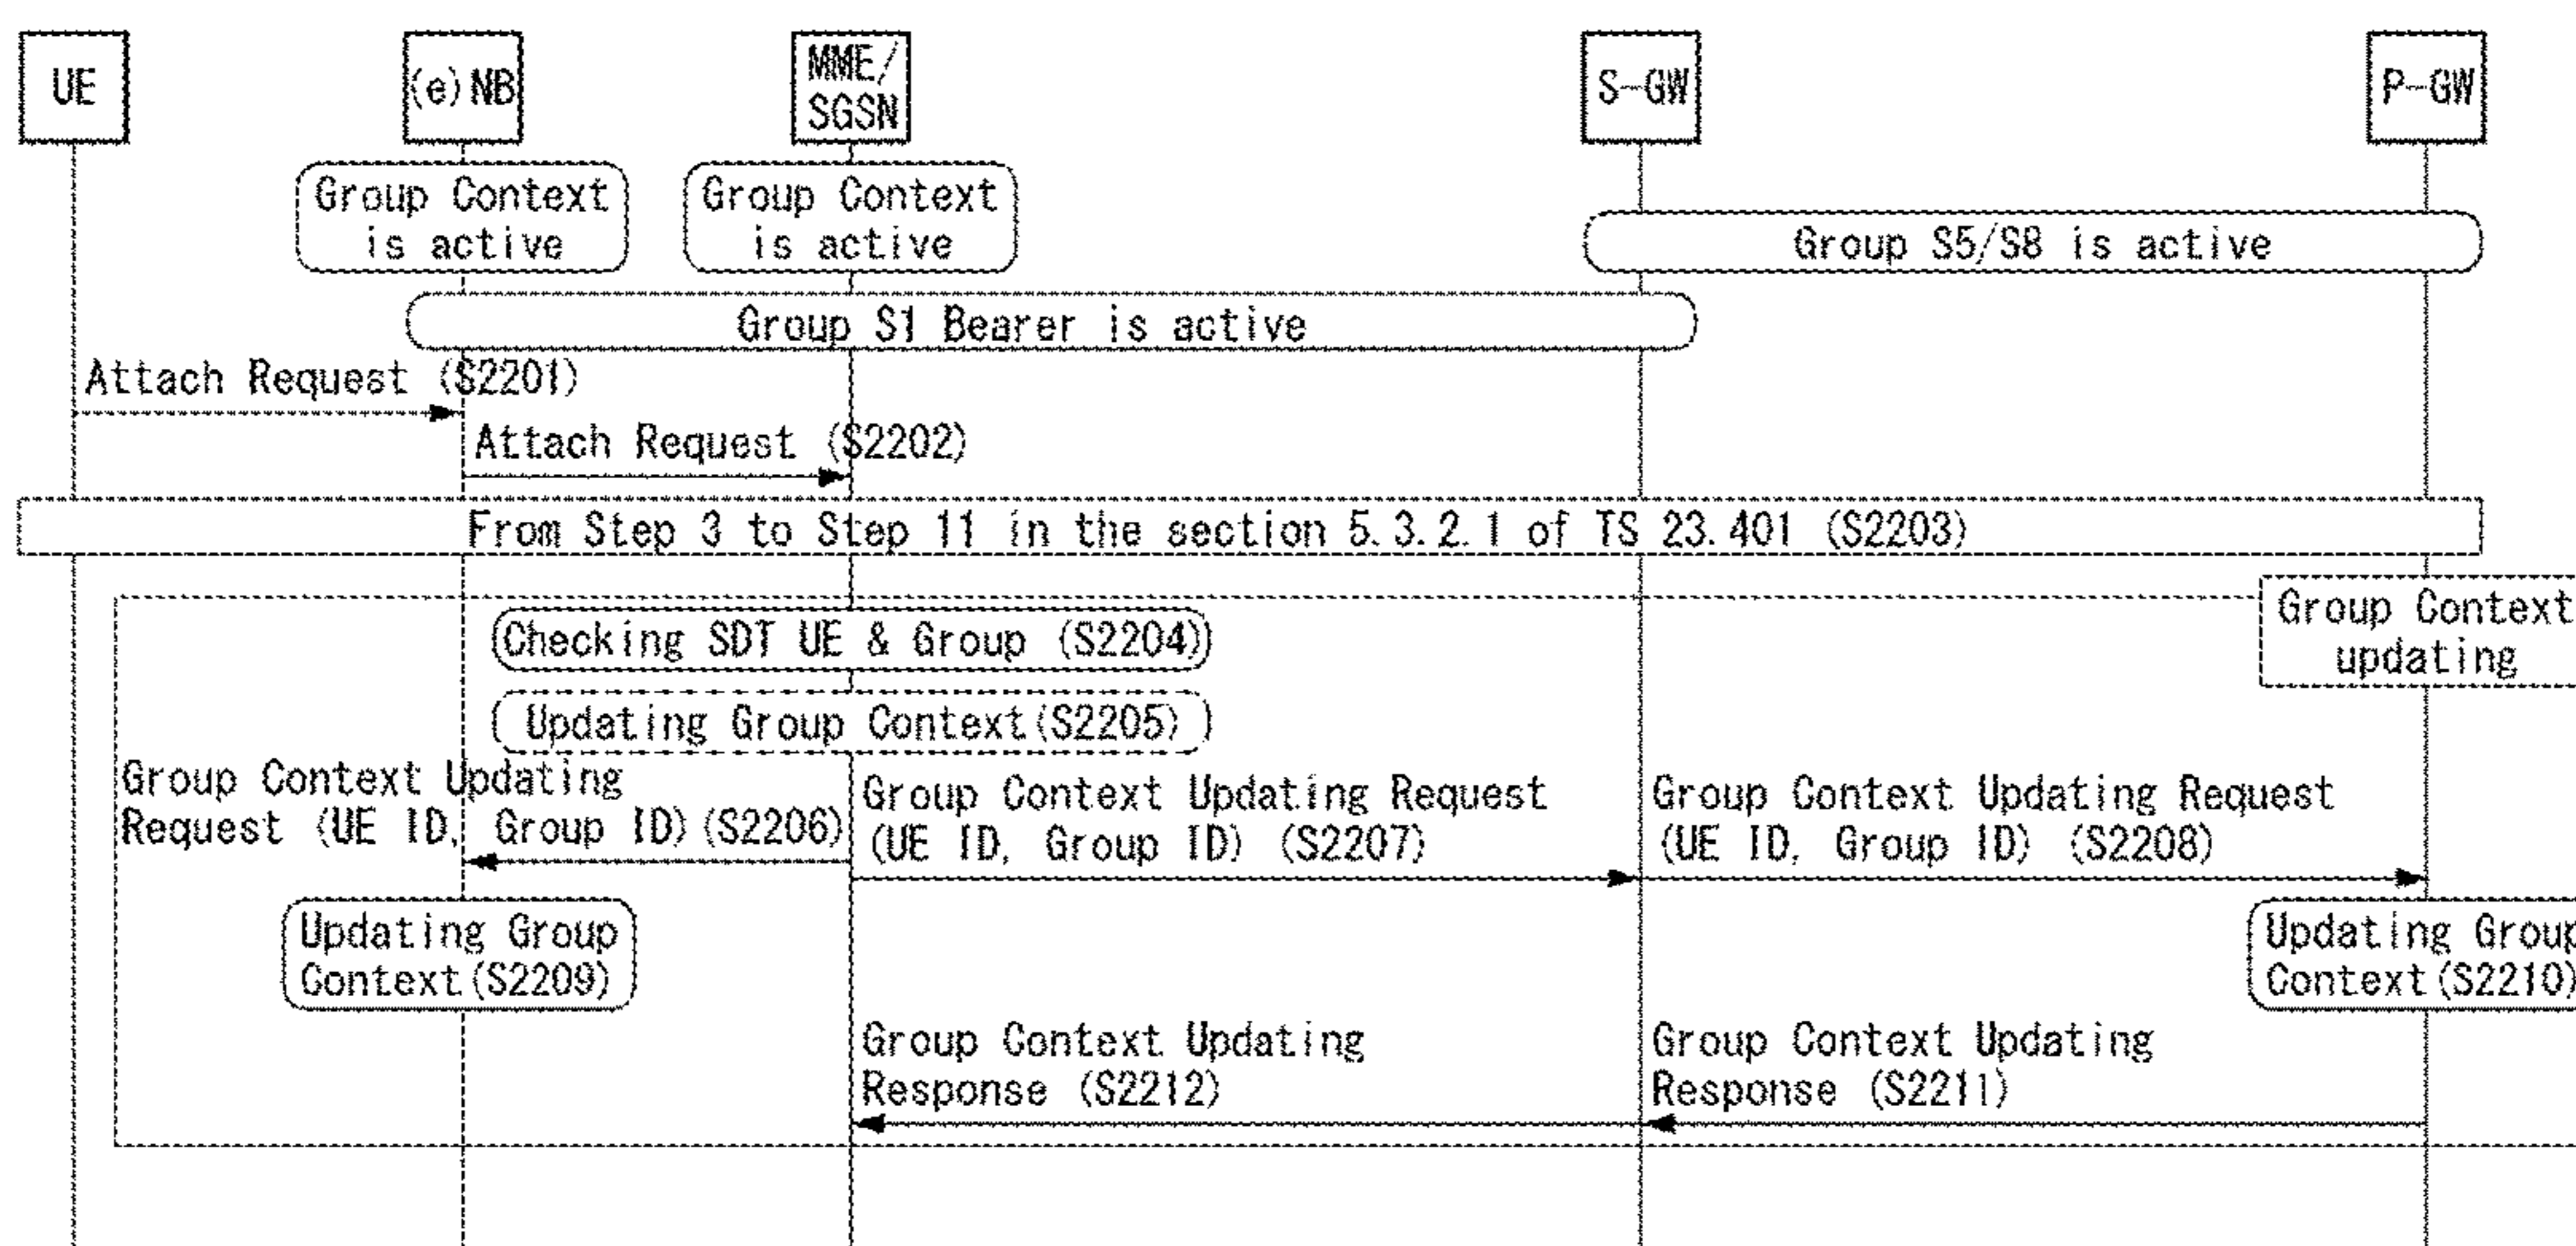 UE
(e)NB
MME/
SGSN
S-GW
P-GW
Group Context
is active
Group Context
is active
Group S5/S8 is active
Group S1 Bearer is active
Attach Request (S2201)
Attach Request (S2202)
From Step 3 to Step 11 in the section 5.3.2.1 of TS 23.401 (S2203)
Group Context
updating
Checking SDT UE & Group (S2204)
Updating Group Context(S2205)
Group Context Updating
Request (UE ID, Group ID)(S2206)
Group Context Updating Request
(UE ID, Group ID) (S2207)
Group Context Updating Request
(UE ID, Group ID) (S2208)
Updating Group
Context(S2209)
Updating Group
Context(S2210)
Group Context Updating
Response (S2212)
Group Context Updating
Response (S2211)